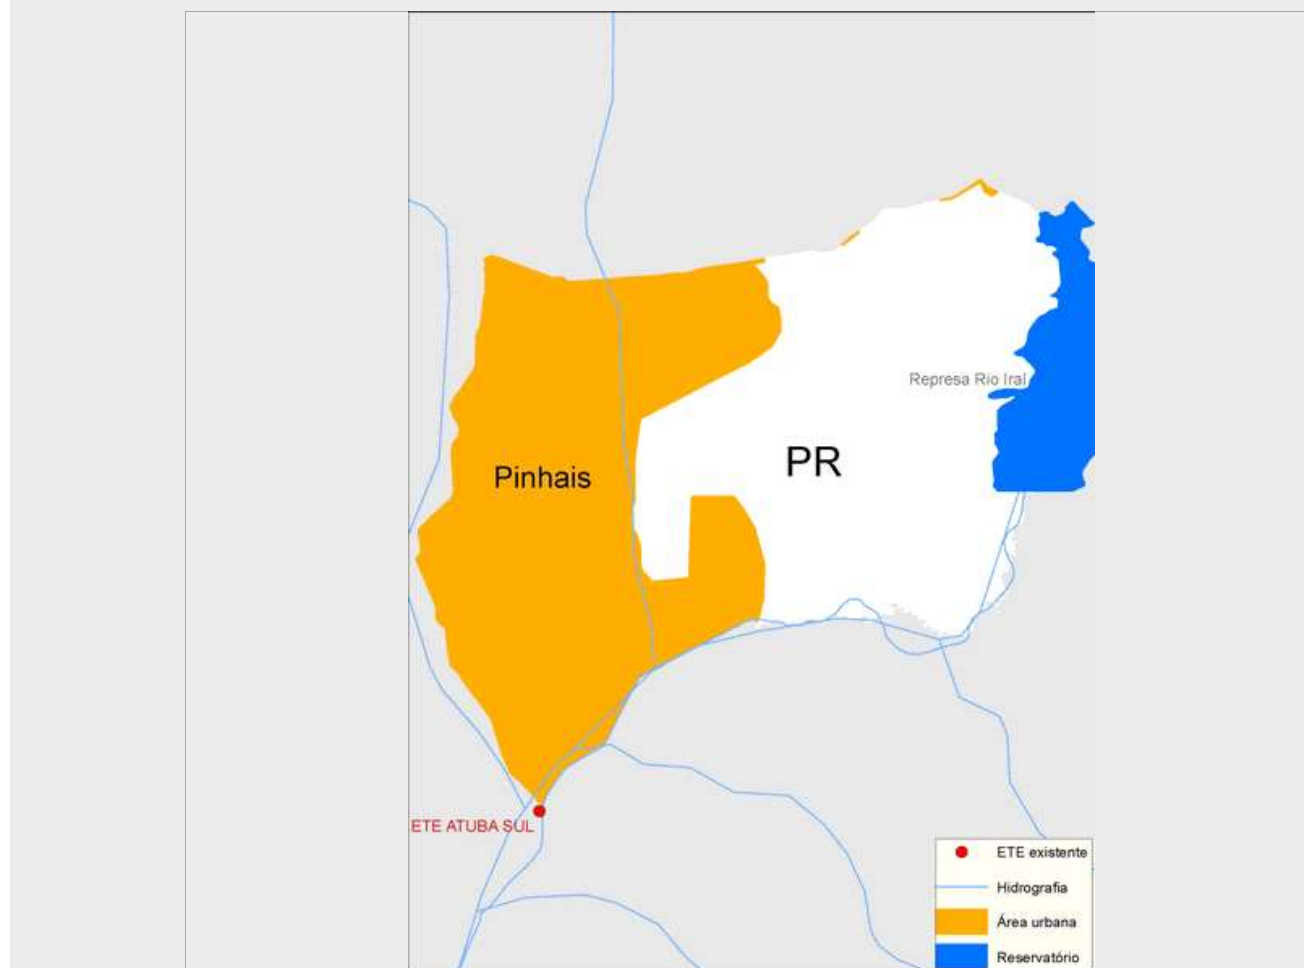 Represa Rio Iraí
PR
Pinhais
ETE ATUBA SUL
ETE existente
Hidrografia
Área urbana
Reservatório